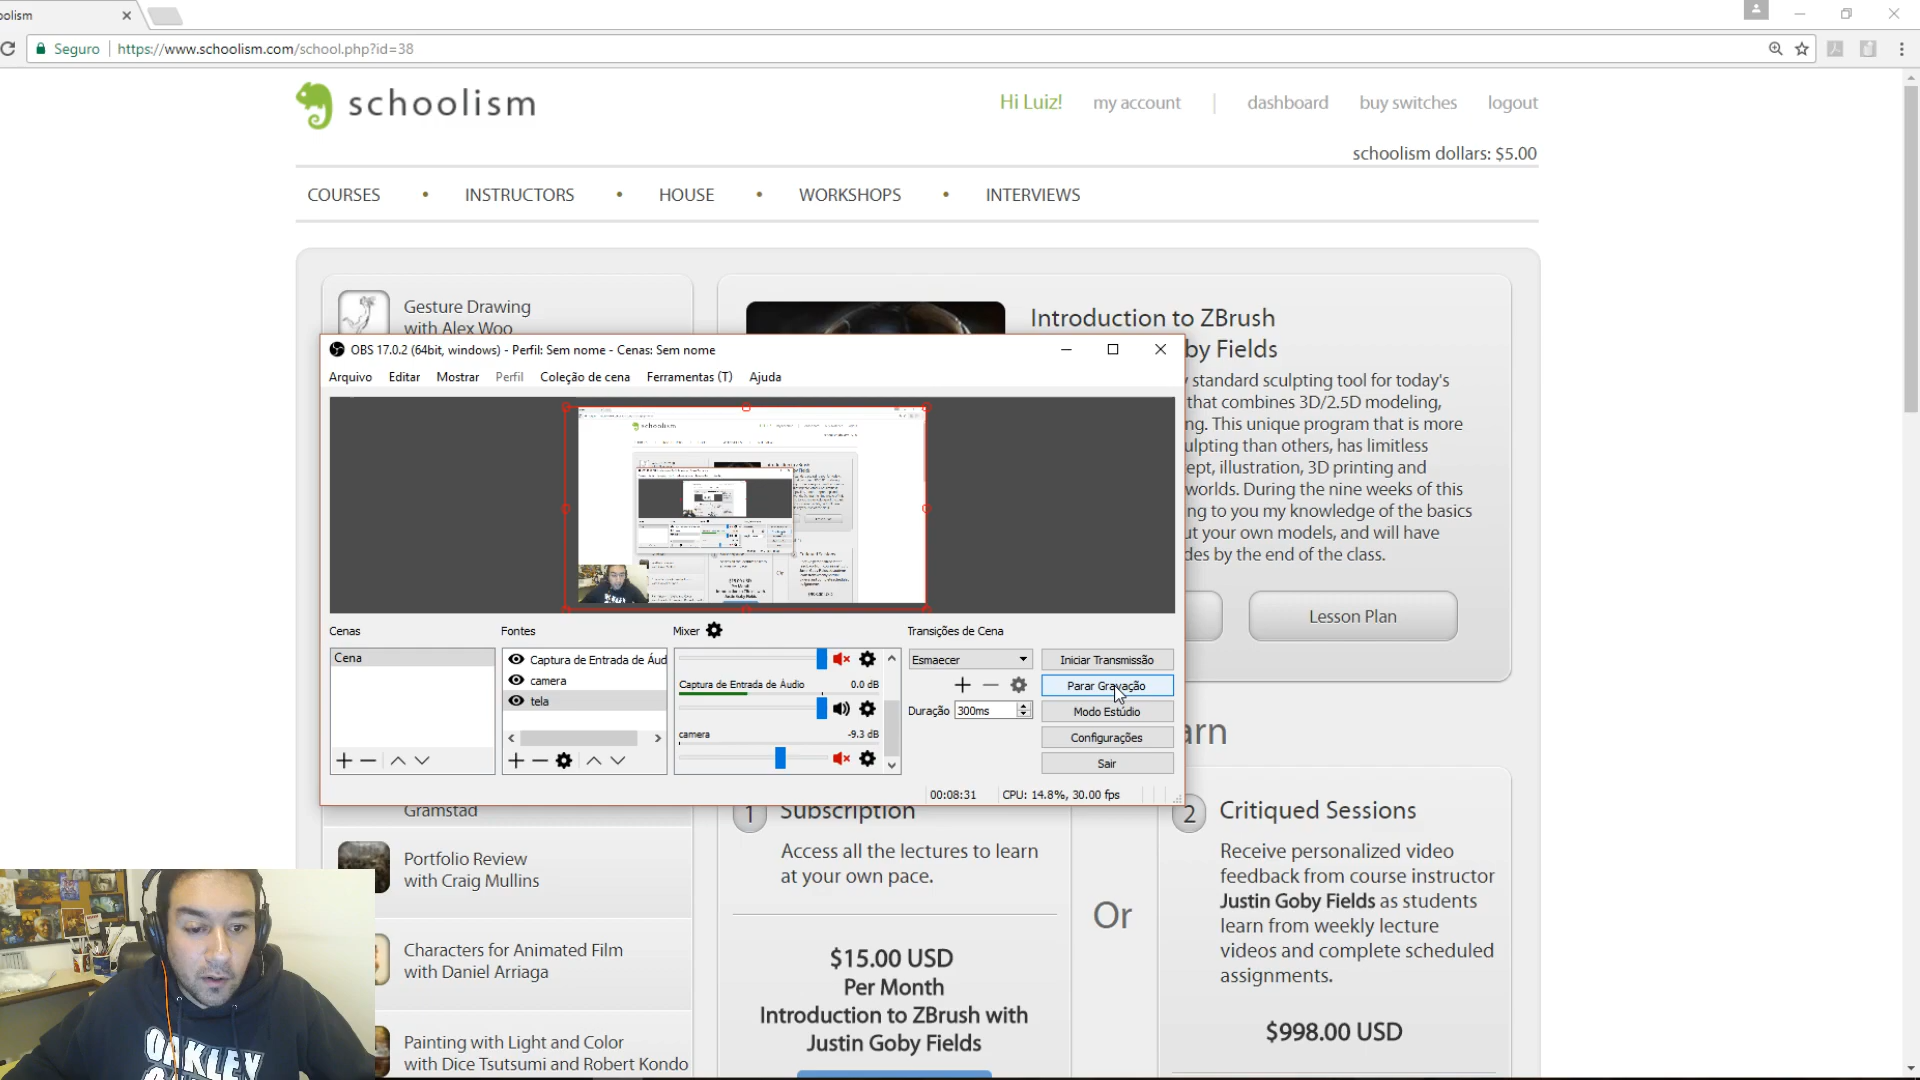 oolism
Seguro
https://www.schoolism.com/school.php?id=38
schoolism
Hi Luiz!
my account
dashboard
buy switches
logout
schoolism dollars: $5.00
COURSES • INSTRUCTORS • HOUSE • WORKSHOPS • INTERVIEWS
Gesture Drawing
with Alex Woo
Introduction to ZBrush
by Fields
standard sculpting tool for today's
that combines 3D/2.5D modeling,
ng. This unique program that is more
ulpting than others, has limitless
ept, illustration, 3D printing and
worlds. During the nine weeks of this
ng to you my knowledge of the basics
ut your own models, and will have
des by the end of the class.
Lesson Plan
arn
OBS 17.0.2 (64bit, windows) - Perfil: Sem nome - Cenas: Sem nome
Arquivo Editar Mostrar Perfil Coleção de cena Ferramentas (T) Ajuda
Cenas
Cena
Fontes
Captura de Entrada de Áud
camera
tela
Mixer
Captura de Entrada de Áudio 0.0 dB
camera -9.3 dB
Transições de Cena
Esmaecer
Duração 300ms
Iniciar Transmissão
Parar Gravação
Modo Estúdio
Configurações
Sair
00:08:31
CPU: 14.8%, 30.00 fps
Gramstad
Portfolio Review
with Craig Mullins
Characters for Animated Film
with Daniel Arriaga
Painting with Light and Color
with Dice Tsutsumi and Robert Kondo
1 Subscription
Access all the lectures to learn
at your own pace.
$15.00 USD
Per Month
Introduction to ZBrush with
Justin Goby Fields
Or
2 Critiqued Sessions
Receive personalized video
feedback from course instructor
Justin Goby Fields as students
learn from weekly lecture
videos and complete scheduled
assignments.
$998.00 USD
OAKLEY